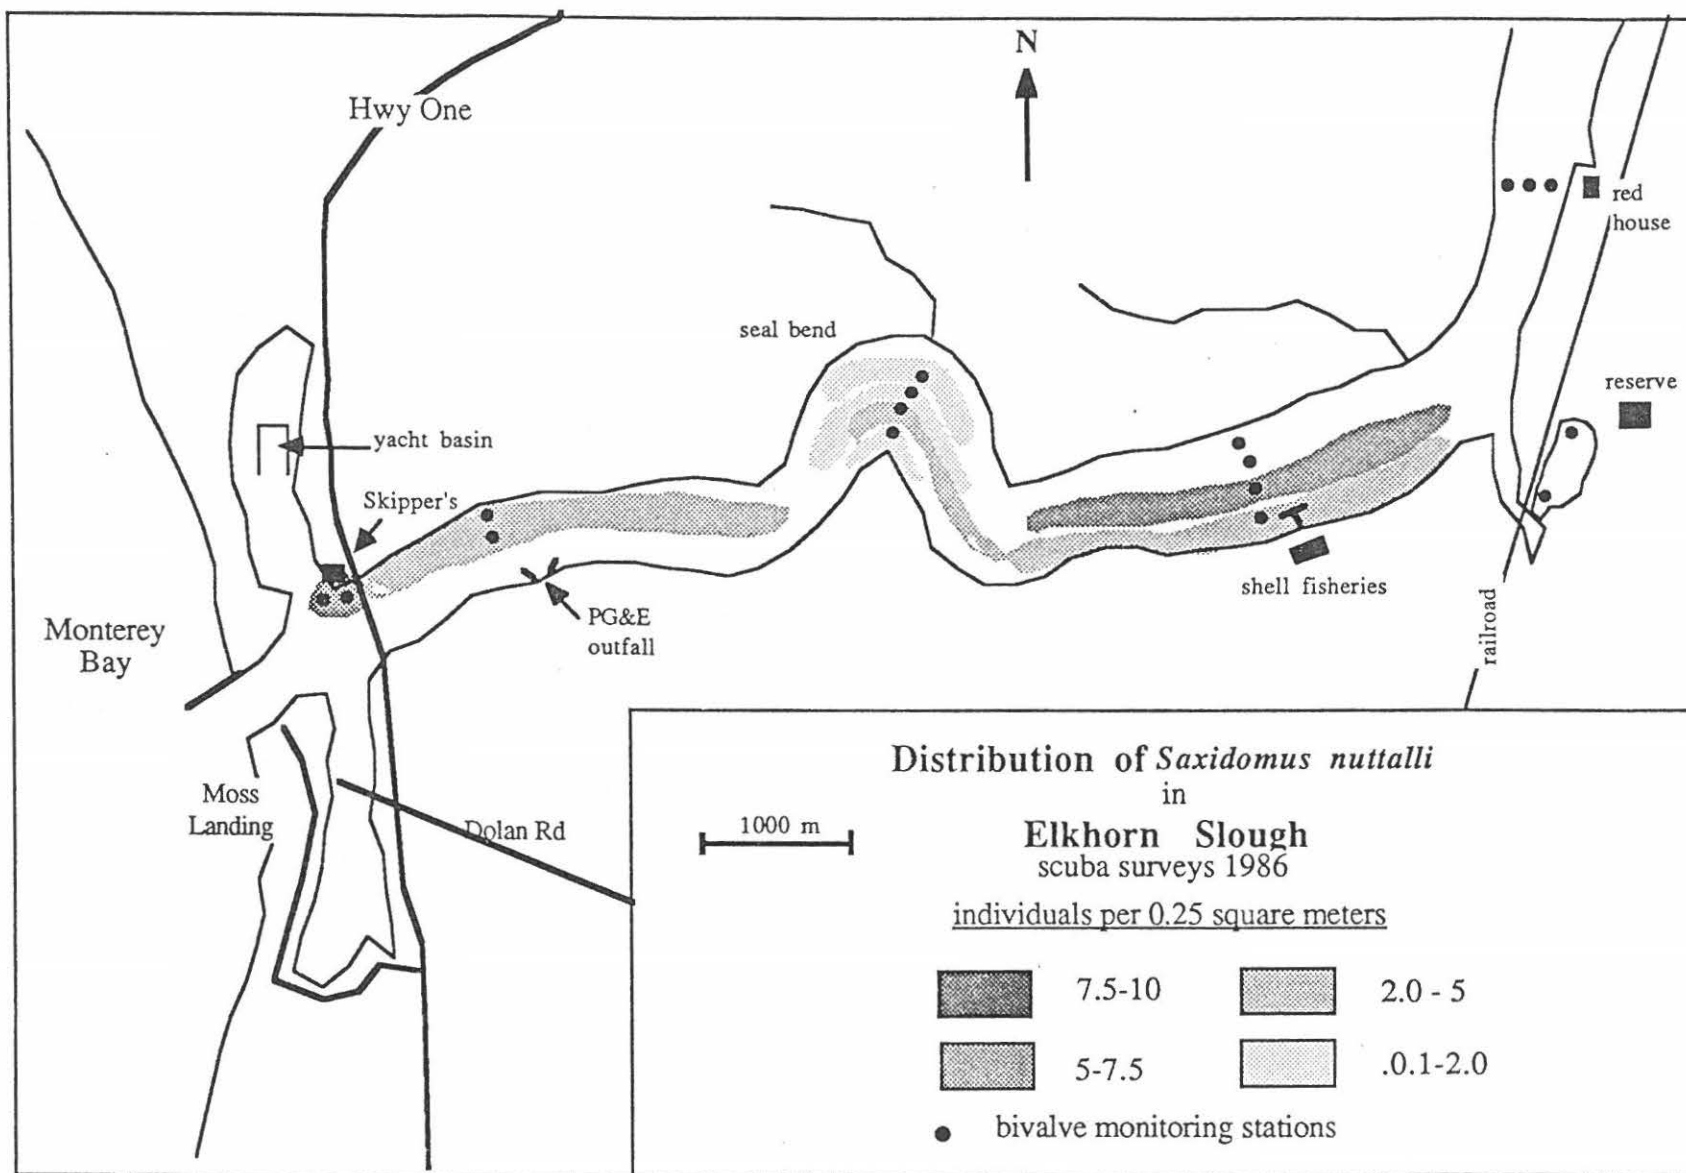 N
Hwy One
red
house
seal bend
reserve
yacht basin
Skipper's
shell fisheries
PG&E
outfall
Monterey
Bay
railroad
Moss
Landing
Dolan Rd
Distribution of Saxidomus nuttalli
in
Elkhorn Slough
scuba surveys 1986
1000 m
individuals per 0.25 square meters
7.5-10
2.0 - 5
5-7.5
.0.1-2.0
bivalve monitoring stations